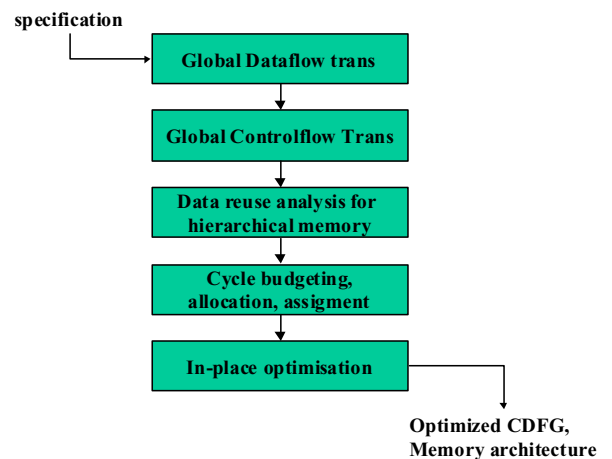 specification
Global Dataflow trans
Global Controlflow Trans
Data reuse analysis for
hierarchical memory
Cycle budgeting,
allocation, assigment
In-place optimisation
Optimized CDFG,
Memory architecture